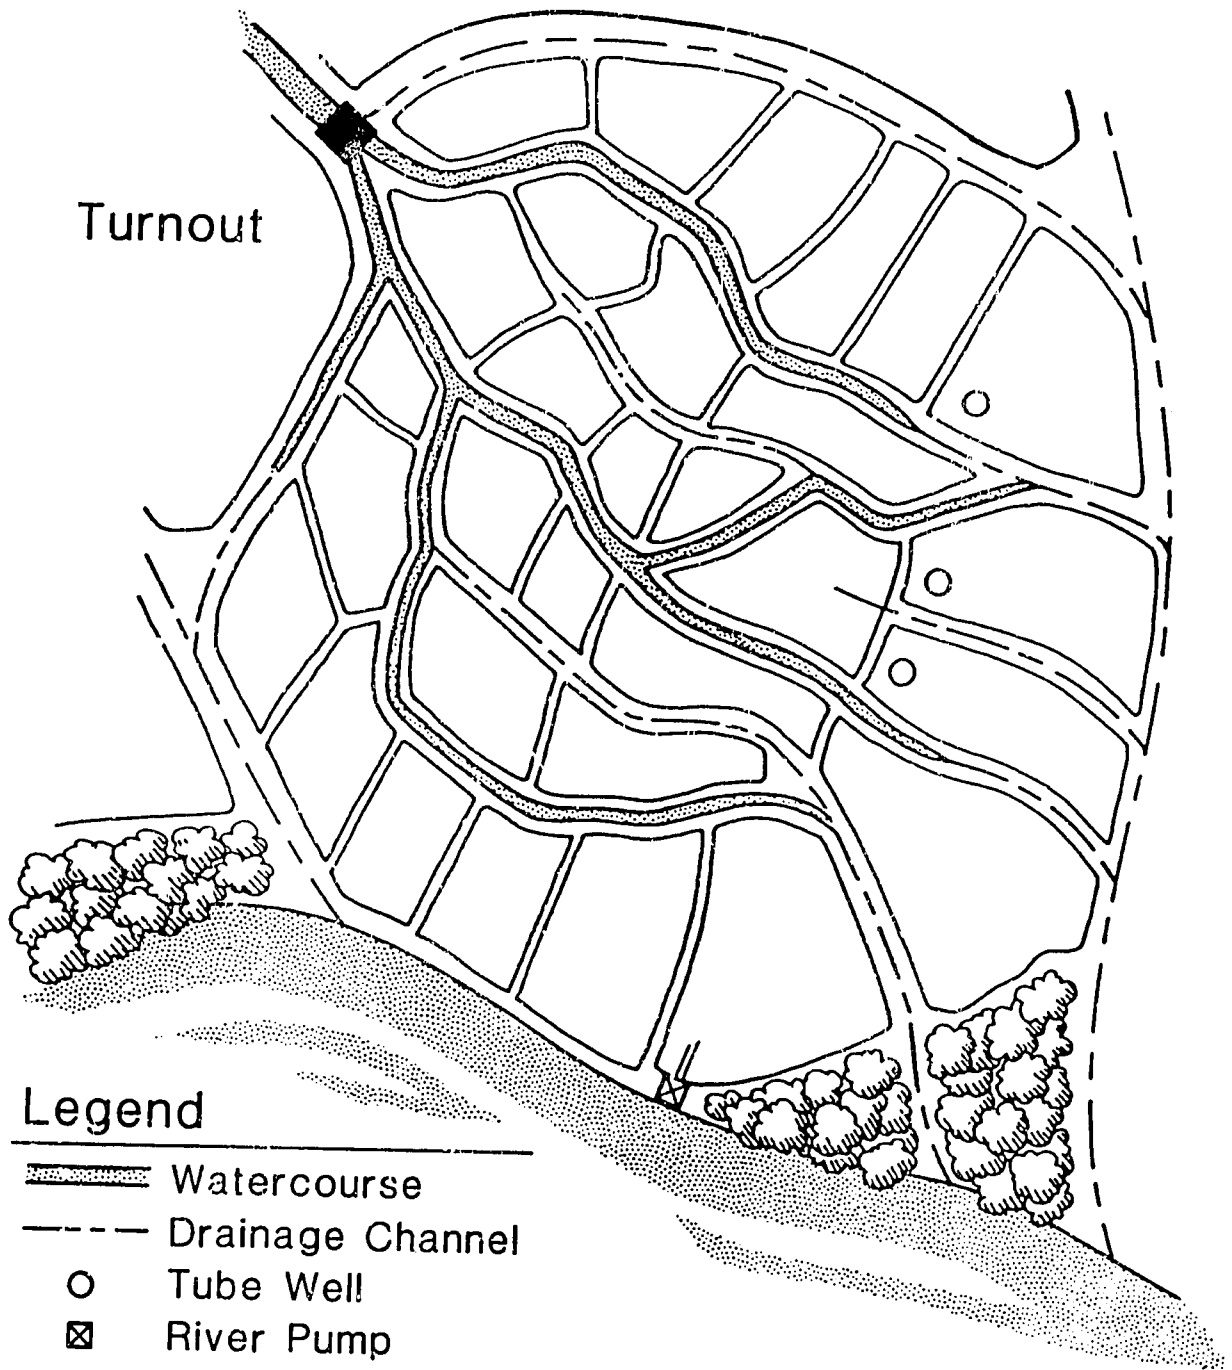 Turnout
Legend
Watercourse
Drainage Channel
Tube Well
River Pump